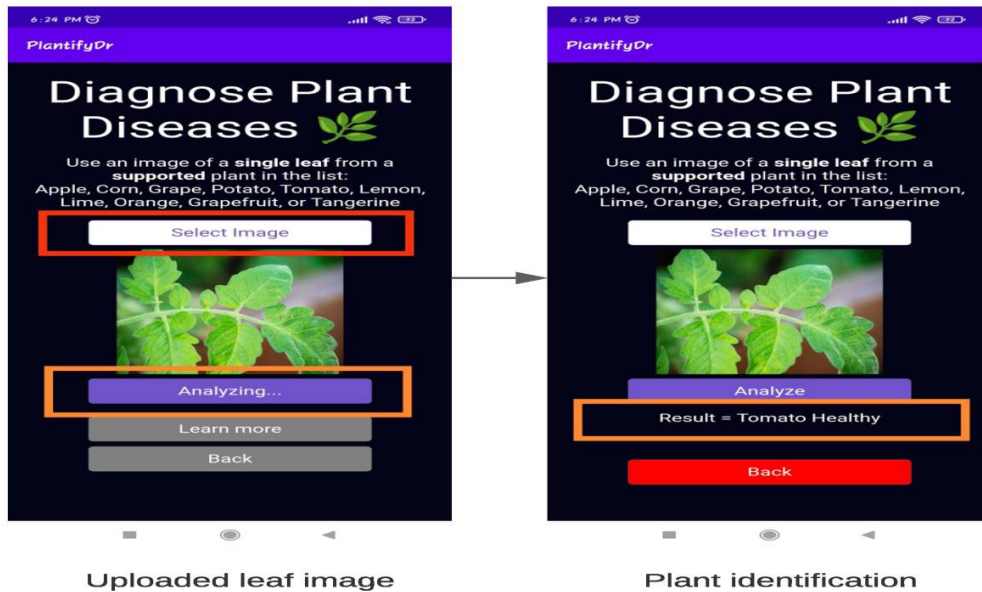 6:24 PM
92
PlantifyDr
Diagnose Plant
Diseases
Use an image of a single leaf from a
supported plant in the list:
Apple, Corn, Grape, Potato, Tomato, Lemon,
Lime, Orange, Grapefruit, or Tangerine
Select Image
Analyzing...
Learn more
Back
Uploaded leaf image
6:24 PM
92
PlantifyDr
Diagnose Plant
Diseases
Use an image of a single leaf from a
supported plant in the list:
Apple, Corn, Grape, Potato, Tomato, Lemon,
Lime, Orange, Grapefruit, or Tangerine
Select Image
Analyze
Result = Tomato Healthy
Back
Plant identification